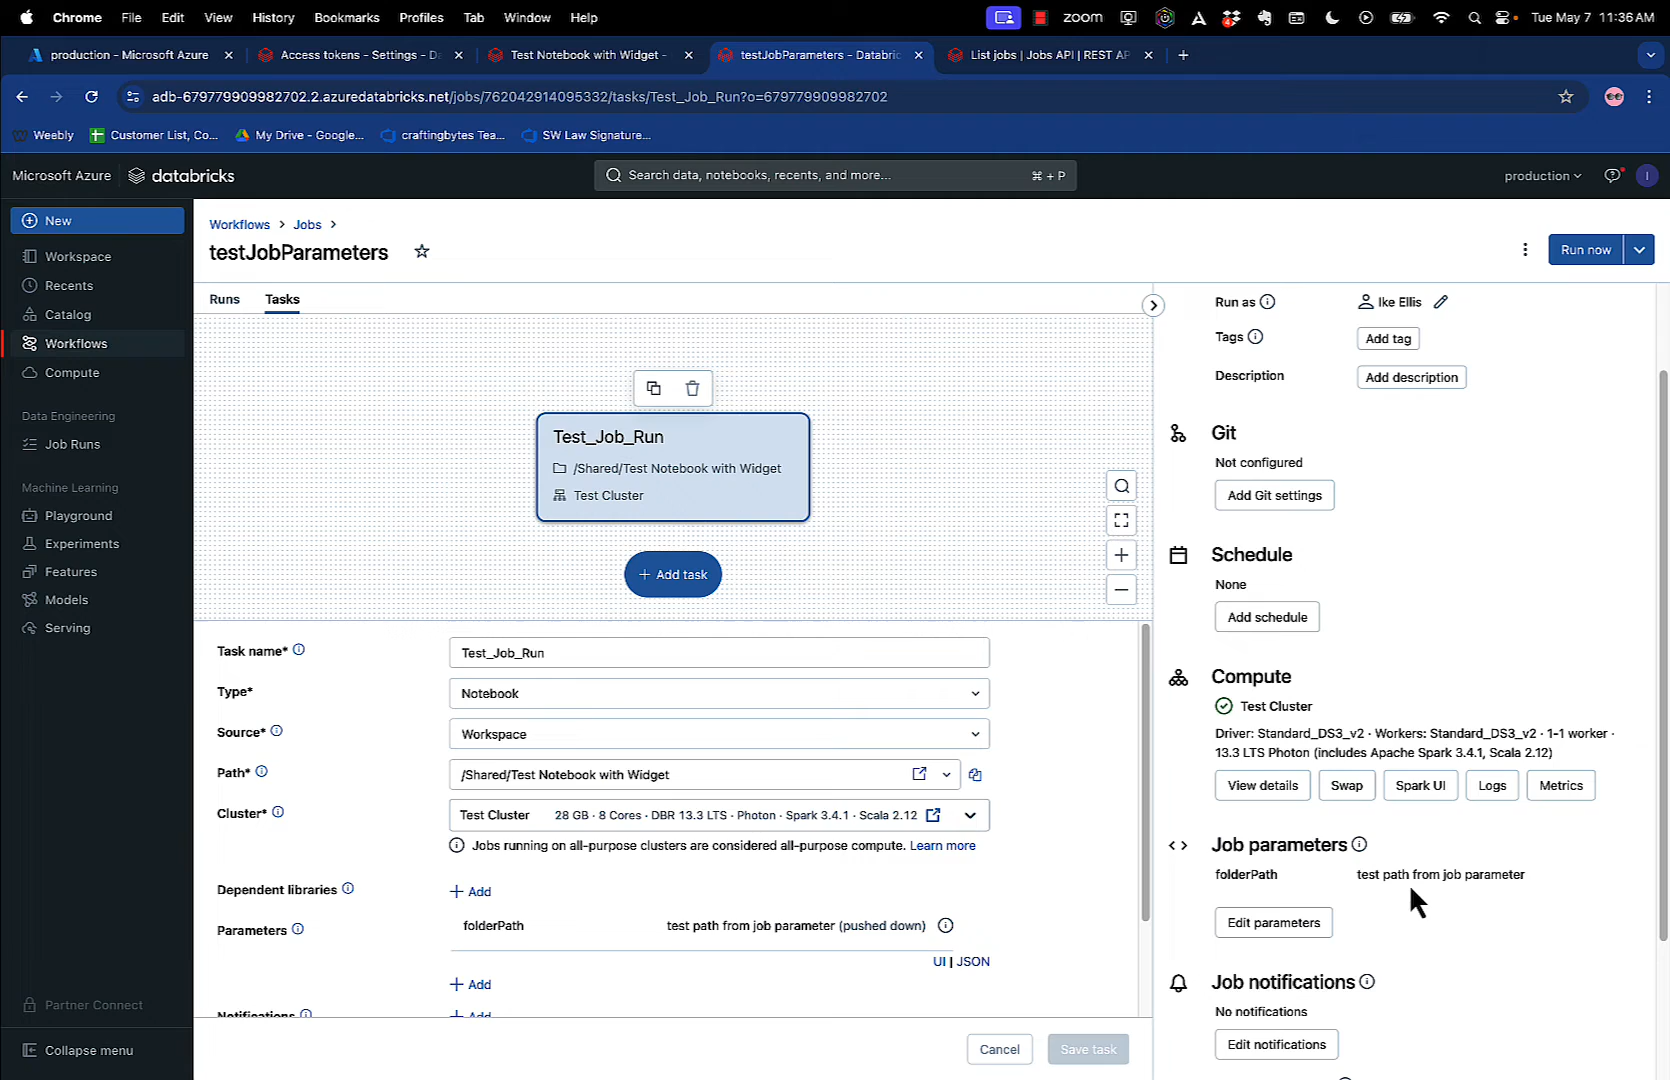 Chrome File Edit View History Bookmarks Profiles Tab Window Help zoom Tue May 7 11:36 AM
production - Microsoft Azure Access tokens - Settings - Da Test Notebook with Widget - testJobParameters - Databric List jobs | Jobs API | REST AP
adb-679779909982702.2.azuredatabricks.net/jobs/762042914095332/tasks/Test_Job_Run?o=679779909982702
Weebly Customer List, Co... My Drive - Google... craftingbytes Tea... SW Law Signature...
Microsoft Azure databricks Search data, notebooks, recents, and more... ⌘ + P production I
New
Workspace
Recents
Catalog
Workflows
Compute
Data Engineering
Job Runs
Machine Learning
Playground
Experiments
Features
Models
Serving
Partner Connect
Collapse menu
Workflows > Jobs >
testJobParameters
Run now
Runs Tasks
Test_Job_Run
/Shared/Test Notebook with Widget
Test Cluster
+ Add task
Task name* Test_Job_Run
Type* Notebook
Source* Workspace
Path* /Shared/Test Notebook with Widget
Cluster* Test Cluster 28 GB · 8 Cores · DBR 13.3 LTS · Photon · Spark 3.4.1 · Scala 2.12
Jobs running on all-purpose clusters are considered all-purpose compute. Learn more
Dependent libraries + Add
Parameters folderPath test path from job parameter (pushed down)
UI | JSON
+ Add
Notifications + Add
Cancel Save task
Run as Ike Ellis
Tags Add tag
Description Add description
Git
Not configured
Add Git settings
Schedule
None
Add schedule
Compute
Test Cluster
Driver: Standard_DS3_v2 · Workers: Standard_DS3_v2 · 1-1 worker ·
13.3 LTS Photon (includes Apache Spark 3.4.1, Scala 2.12)
View details Swap Spark UI Logs Metrics
Job parameters
folderPath test path from job parameter
Edit parameters
Job notifications
No notifications
Edit notifications